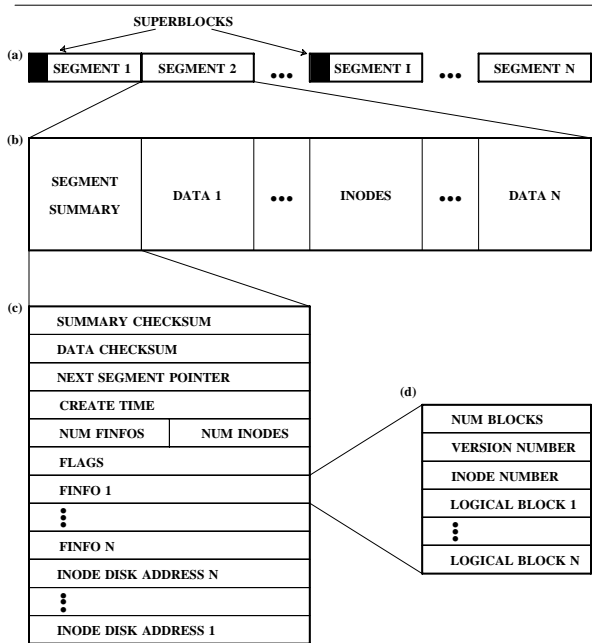 SUPERBLOCKS
(a) SEGMENT 1 SEGMENT 2 ••• SEGMENT I ••• SEGMENT N
(b)
SEGMENT
SUMMARY
DATA 1 ••• INODES ••• DATA N
(c)
SUMMARY CHECKSUM
DATA CHECKSUM
NEXT SEGMENT POINTER
CREATE TIME
NUM FINFOS NUM INODES
FLAGS
FINFO 1
FINFO N
INODE DISK ADDRESS N
INODE DISK ADDRESS 1
(d)
NUM BLOCKS
VERSION NUMBER
INODE NUMBER
LOGICAL BLOCK 1
LOGICAL BLOCK N